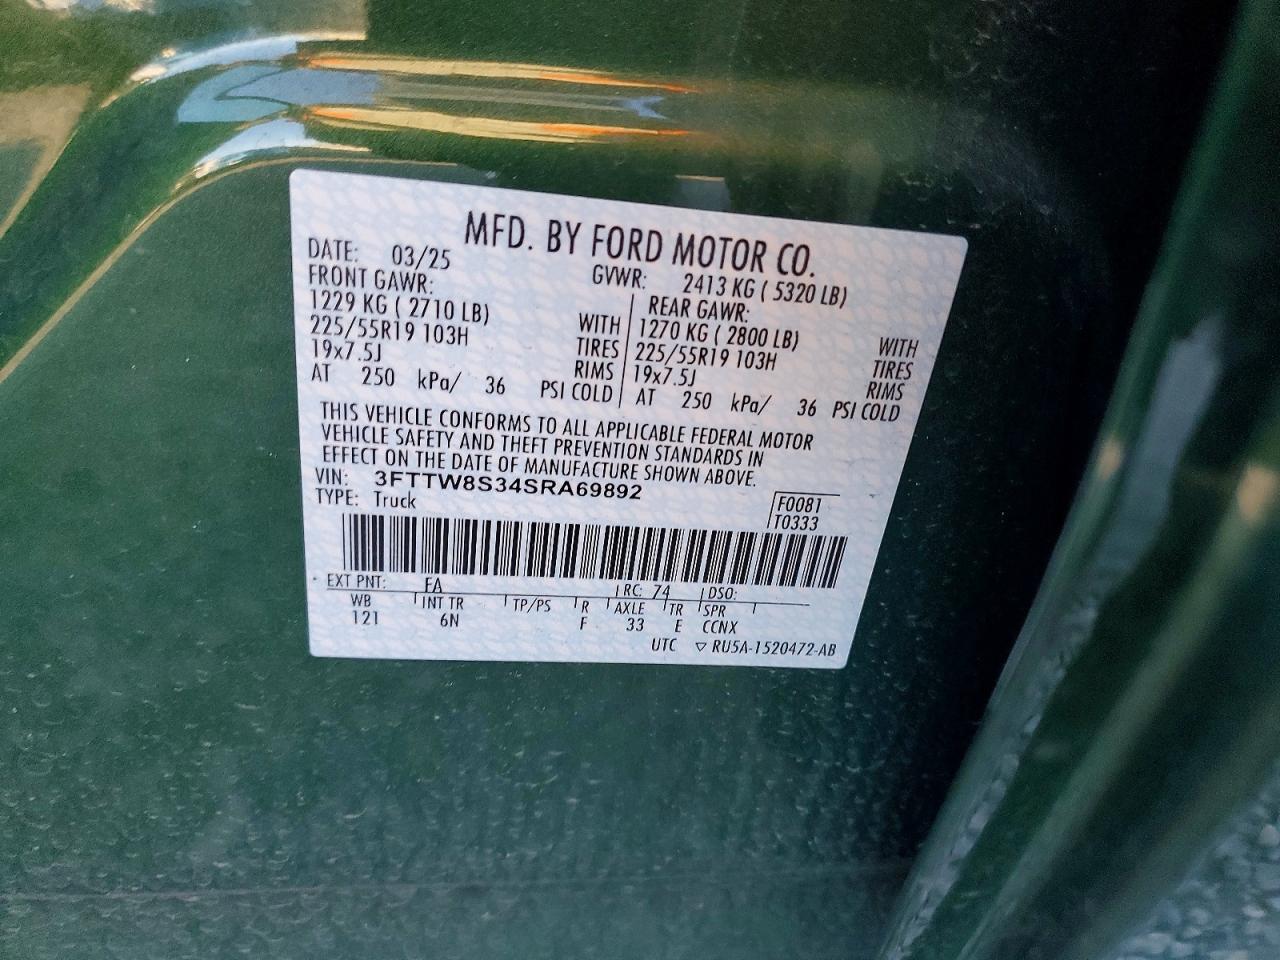 MFD. BY FORD MOTOR CO.
DATE: 03/25 GVWR: 2413 KG ( 5320 LB)
FRONT GAWR: REAR GAWR:
1229 KG ( 2710 LB) WITH 1270 KG ( 2800 LB) WITH
225/55R19 103H TIRES 225/55R19 103H TIRES
19x7.5J RIMS 19x7.5J RIMS
AT 250 kPa/ 36 PSI COLD AT 250 kPa/ 36 PSI COLD
THIS VEHICLE CONFORMS TO ALL APPLICABLE FEDERAL MOTOR
VEHICLE SAFETY AND THEFT PREVENTION STANDARDS IN
EFFECT ON THE DATE OF MANUFACTURE SHOWN ABOVE.
VIN: 3FTTW8S34SRA69892
TYPE: Truck F0081
T0333
EXT PNT: EA RC: 74 DSO:
WB INT TR TP/PS R AXLE TR SPR
121 6N F 33 E CCNX
UTC ▽ RU5A-1520472-AB